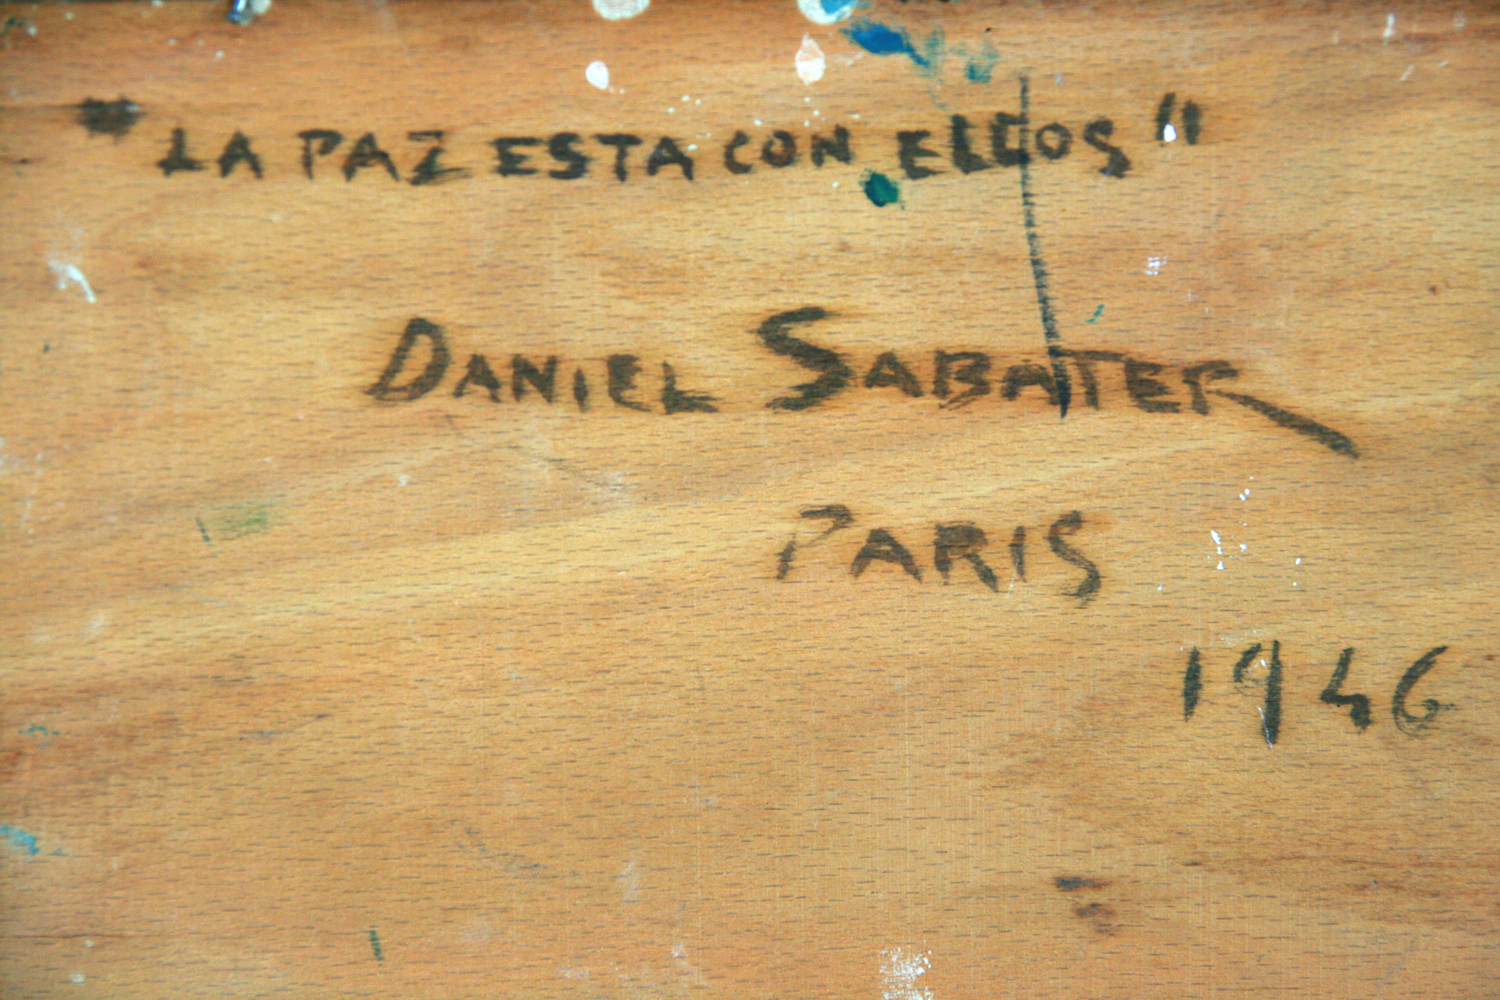 "LA PAZ ESTA CON ELLOS"
DANIEL SABATER
PARIS
1946